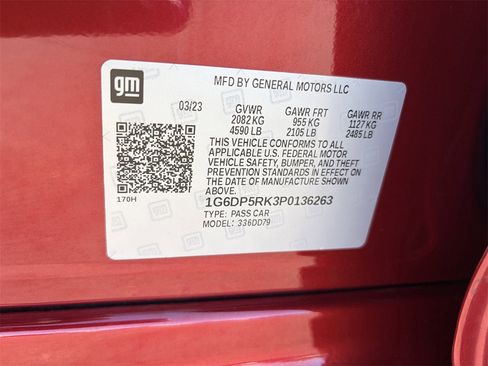 gm
MFD BY GENERAL MOTORS LLC
03/23 GVWR GAWR FRT GAWR RR
2082 KG 955 KG 1127 KG
4590 LB 2105 LB 2485 LB
THIS VEHICLE CONFORMS TO ALL
APPLICABLE U.S. FEDERAL MOTOR
VEHICLE SAFETY, BUMPER, AND THEFT
PREVENTION STANDARDS IN EFFECT
ON THE DATE OF MANUFACTURE SHOWN
ABOVE.
170H
1G6DP5RK3P0136263
TYPE: PASS CAR
MODEL: 336DD79